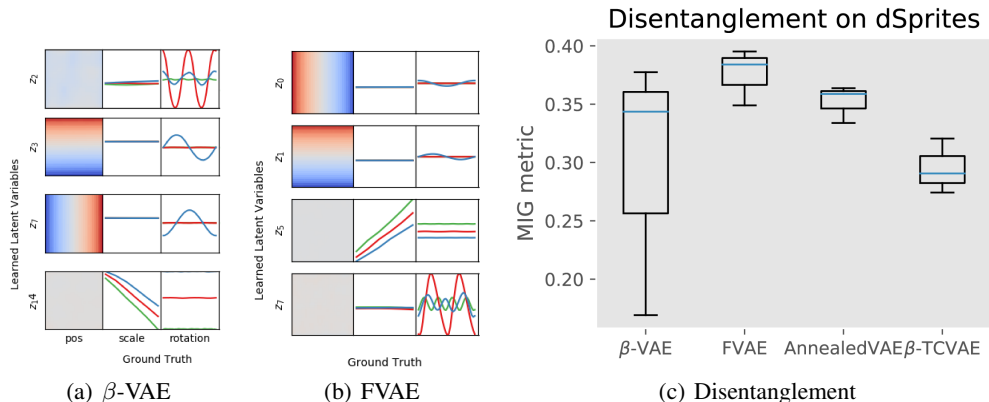 Learned Latent Variables
z₂
z₃
z₇
z₁₄
pos scale rotation
Ground Truth
(a) β-VAE
Learned Latent Variables
z₀
z₁
z₅
z₇
Ground Truth
(b) FVAE
Disentanglement on dSprites
MIG metric
0.40
0.35
0.30
0.25
0.20
β-VAE FVAE AnnealedVAE β-TCVAE
(c) Disentanglement